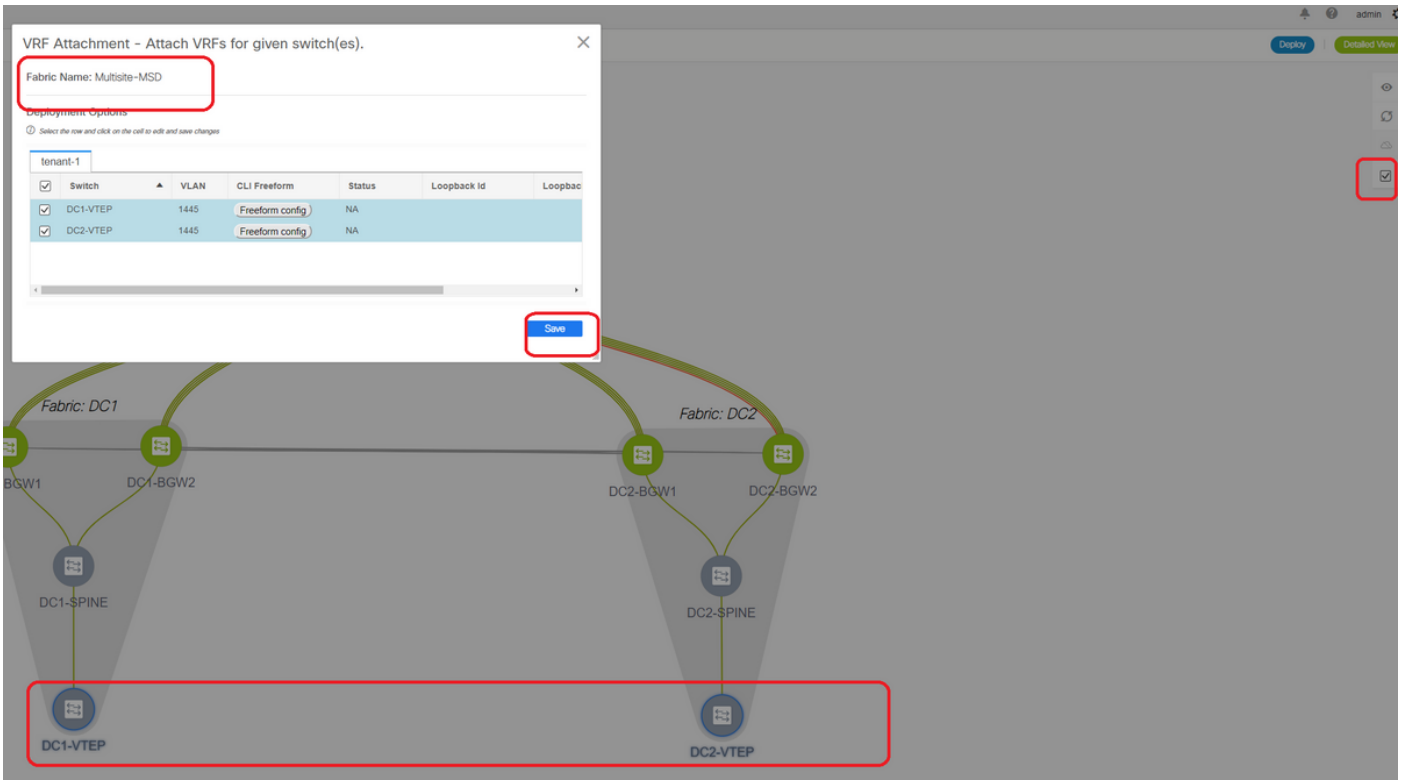 admin
VRF Attachment - Attach VRFs for given switch(es).
Deploy
Detailed View
Fabric Name: Multisite-MSD
Deployment Options
Select the row and click on the cell to edit and save changes
tenant-1
Switch VLAN CLI Freeform Status Loopback Id Loopbac
DC1-VTEP 1445 Freeform config NA
DC2-VTEP 1445 Freeform config NA
Save
Fabric: DC1
Fabric: DC2
BGW1
DC1-BGW2
DC2-BGW1
DC2-BGW2
DC1-SPINE
DC2-SPINE
DC1-VTEP
DC2-VTEP